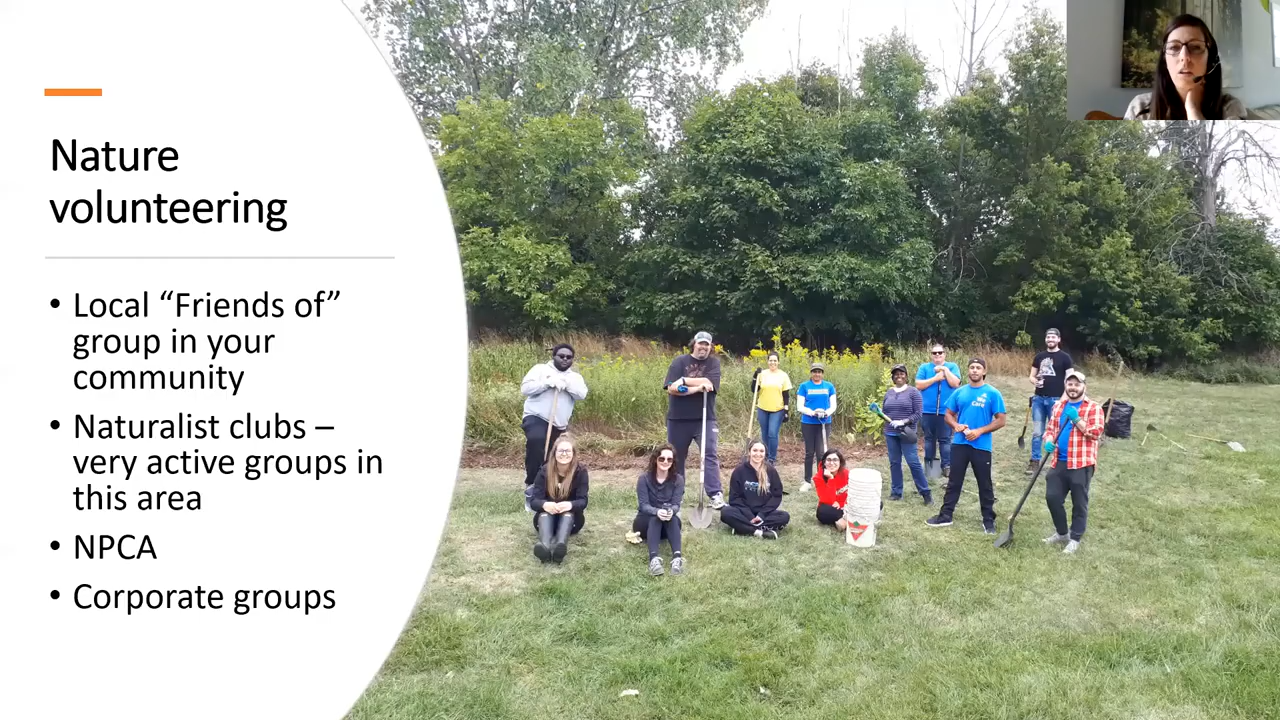 Nature
volunteering
• Local “Friends of”
group in your
community
• Naturalist clubs –
very active groups in
this area
• NPCA
• Corporate groups